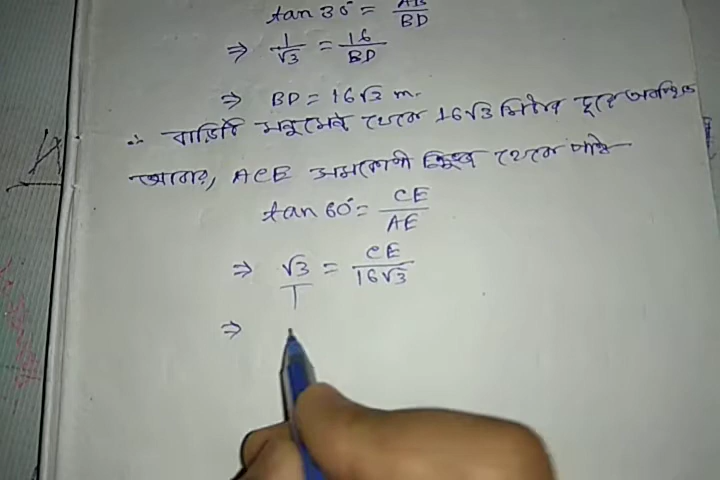 tan 30° = AB/BD
⇒ 1/√3 = 16/BD
⇒ BD = 16√3 m.
∴ বাড়িটি মনুমেন্ট থেকে 16√3 মিটার দূরে অবস্থিত
আবার, ACE সমকোণী ত্রিভুজ থেকে পাই
tan 60° = CE/AE
⇒ √3/1 = CE/16√3
⇒